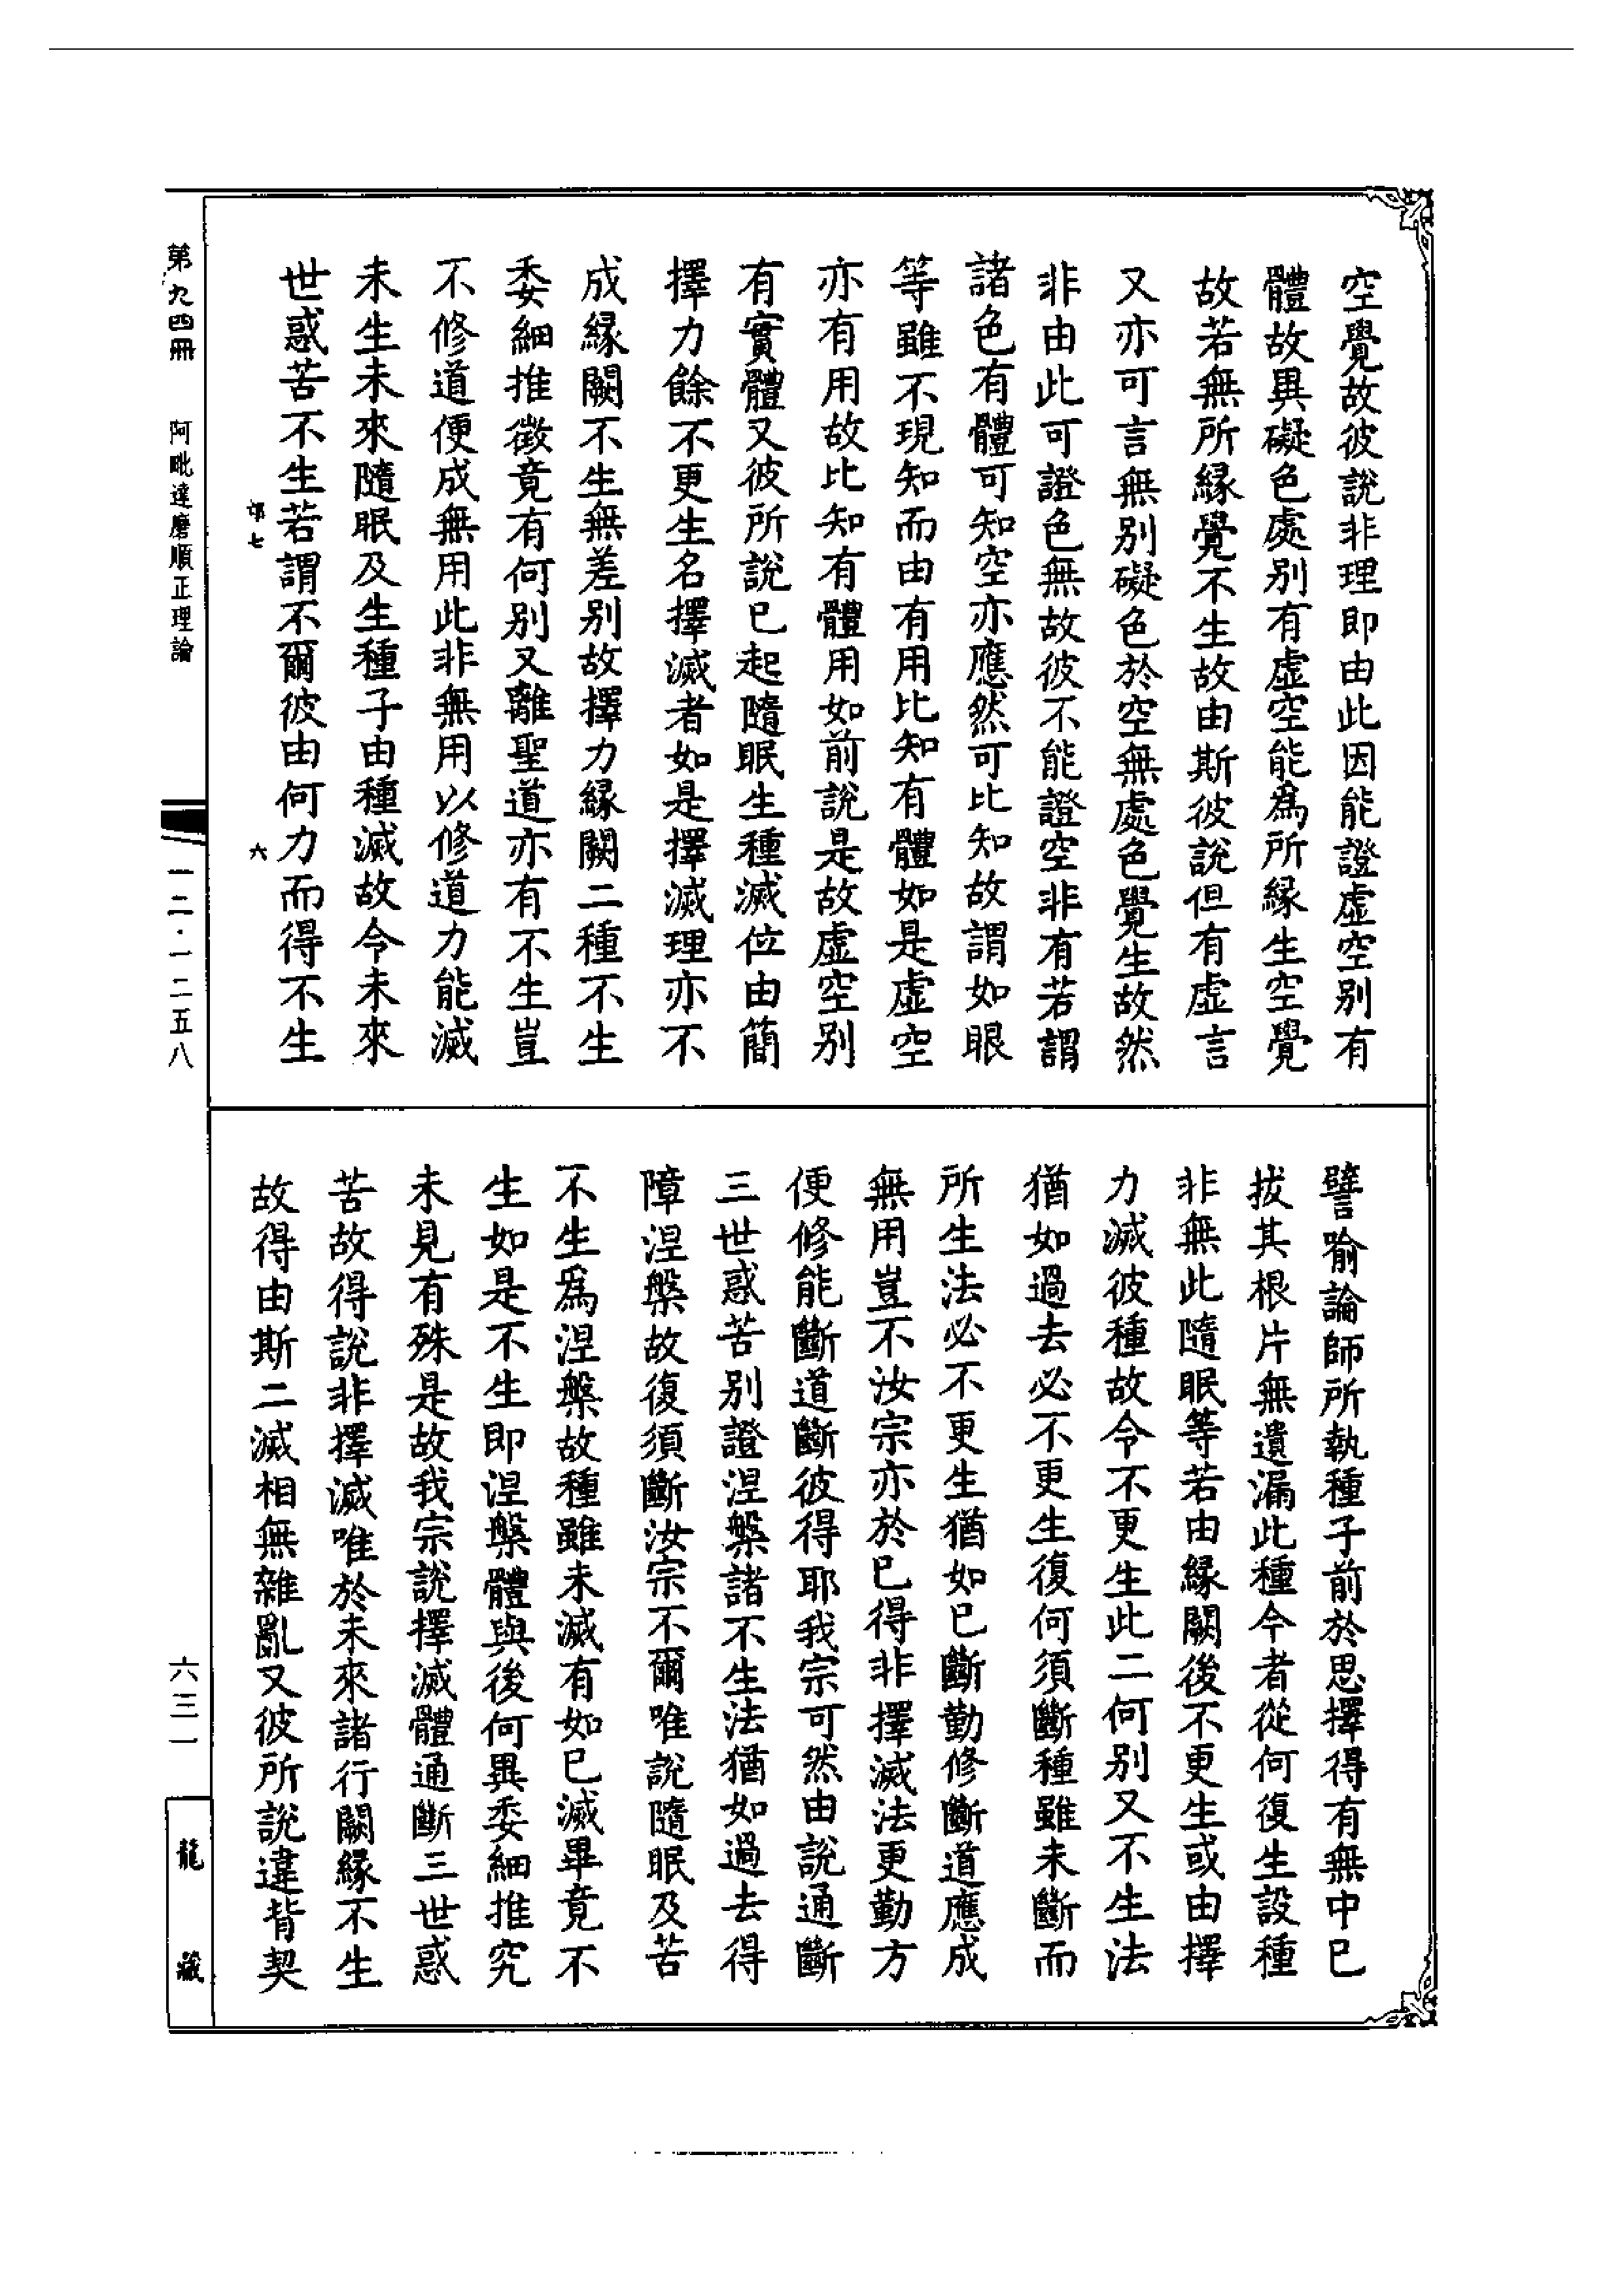 空覺故彼說非理即由此因能證虛空別有
體故異礙色處別有虛空能為所緣生空覺
故若無所緣覺不生故由斯彼說但有虛言
又亦可言無別礙色於空無處色覺生故然
非由此可證色無故彼不能證空非有若謂
諸色有體可知空亦應然可比知故謂如眼
等雖不現知而由有用比知有體如是虛空
亦有用故比知有體用如前說是故虛空別
有實體又彼所說已起隨眠生種滅位由簡
擇力餘不更生名擇滅者如是擇滅理亦不
成緣闕不生無差別故擇力緣闕二種不生
委細推徵竟有何別又離聖道亦有不生豈
不修道便成無用此非無用以修道力能滅
未生未來隨眠及生種子由種滅故令未來
世惑苦不生若謂不爾彼由何力而得不生
譬喻論師所執種子前於思擇得有無中已
拔其根片無遺漏此種今者從何復生設種
非無此隨眠等若由緣闕後不更生或由擇
力滅彼種故令不更生此二何別又不生法
猶如過去必不更生復何須斷種雖未斷而
所生法必不更生猶如已斷勤修斷道應成
無用豈不汝宗亦於已得非擇滅法更勤方
便修能斷道斷彼得耶我宗可然由說通斷
三世惑苦別證涅槃諸不生法猶如過去得
障涅槃故復須斷汝宗不爾唯說隨眠及苦
不生爲涅槃故種雖未滅有如已滅畢竟不
生如是不生即涅槃體與後何異委細推究
未見有殊是故我宗說擇滅體通斷三世惑
苦故得說非擇滅唯於未來諸行闕緣不生
故得由斯二滅相無雜亂又彼所說違背契
七
六
第九四冊 阿毗達磨順正理論
一二·一二五八
六三一
龍藏